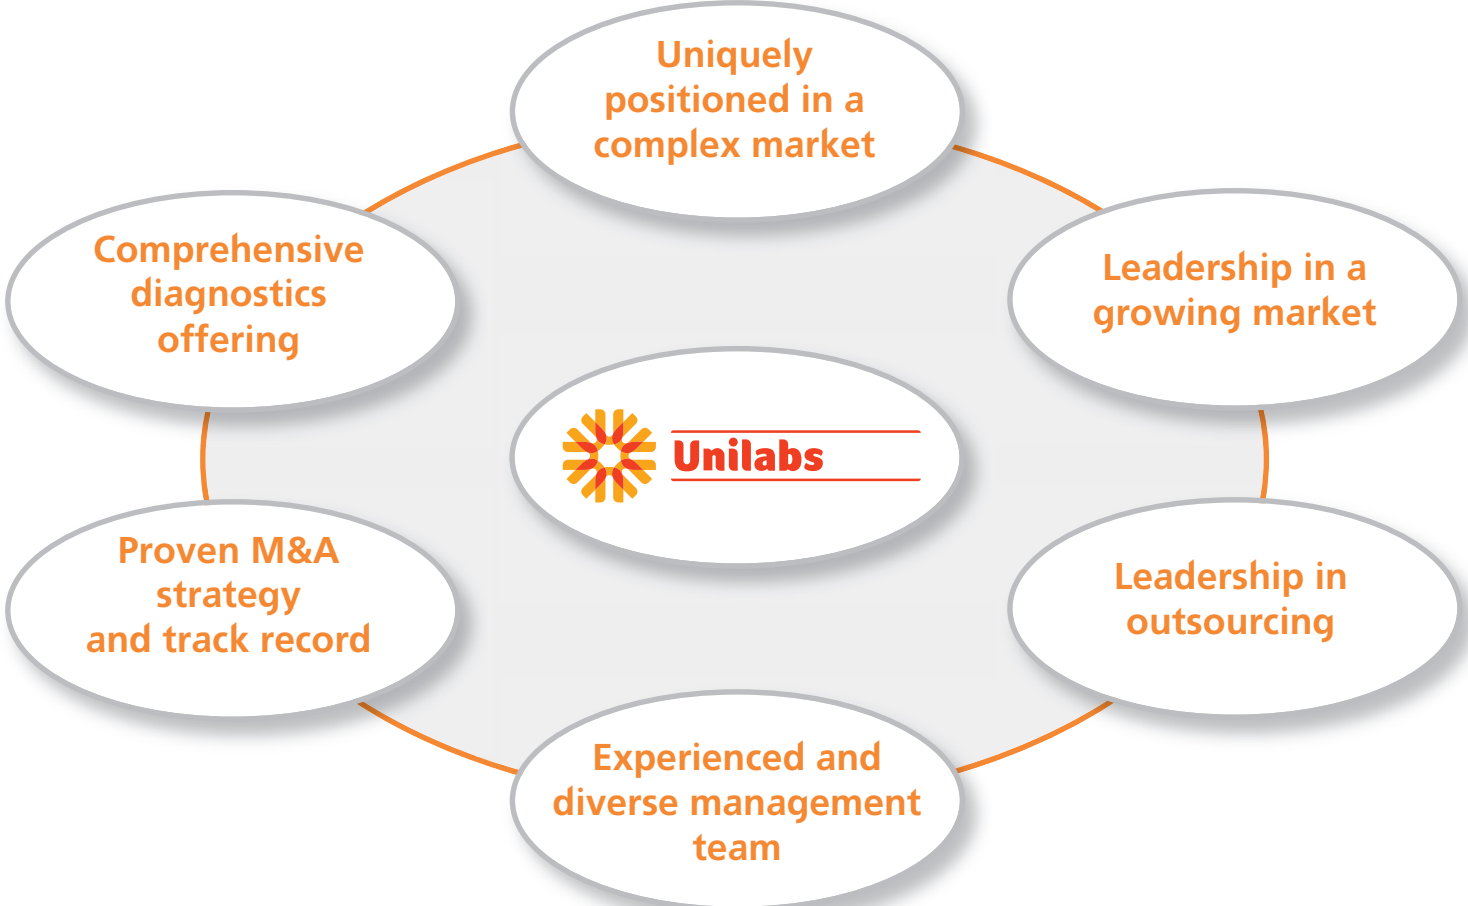 Uniquely
positioned in a
complex market
Comprehensive
diagnostics
offering
Leadership in a
growing market
Unilabs
Proven M&A
strategy
and track record
Leadership in
outsourcing
Experienced and
diverse management
team